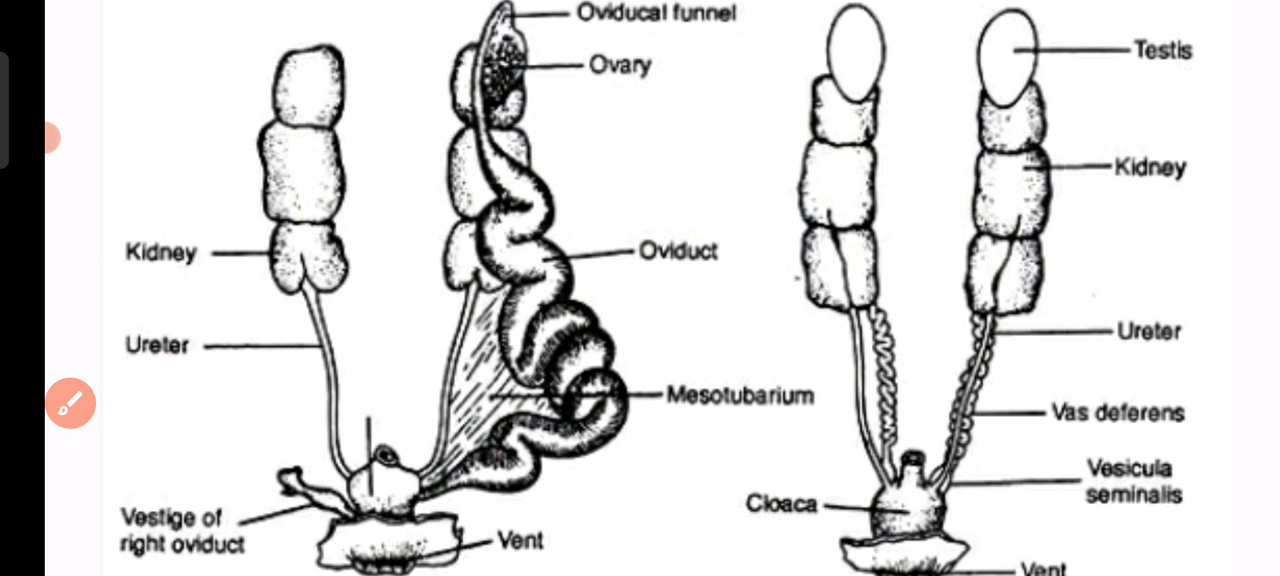 Oviducal funnel
Ovary
Kidney
Oviduct
Ureter
Mesotubarium
Vestige of
right oviduct
Vent
Testis
Kidney
Ureter
Vas deferens
Vesicula
seminalis
Cloaca
Vent